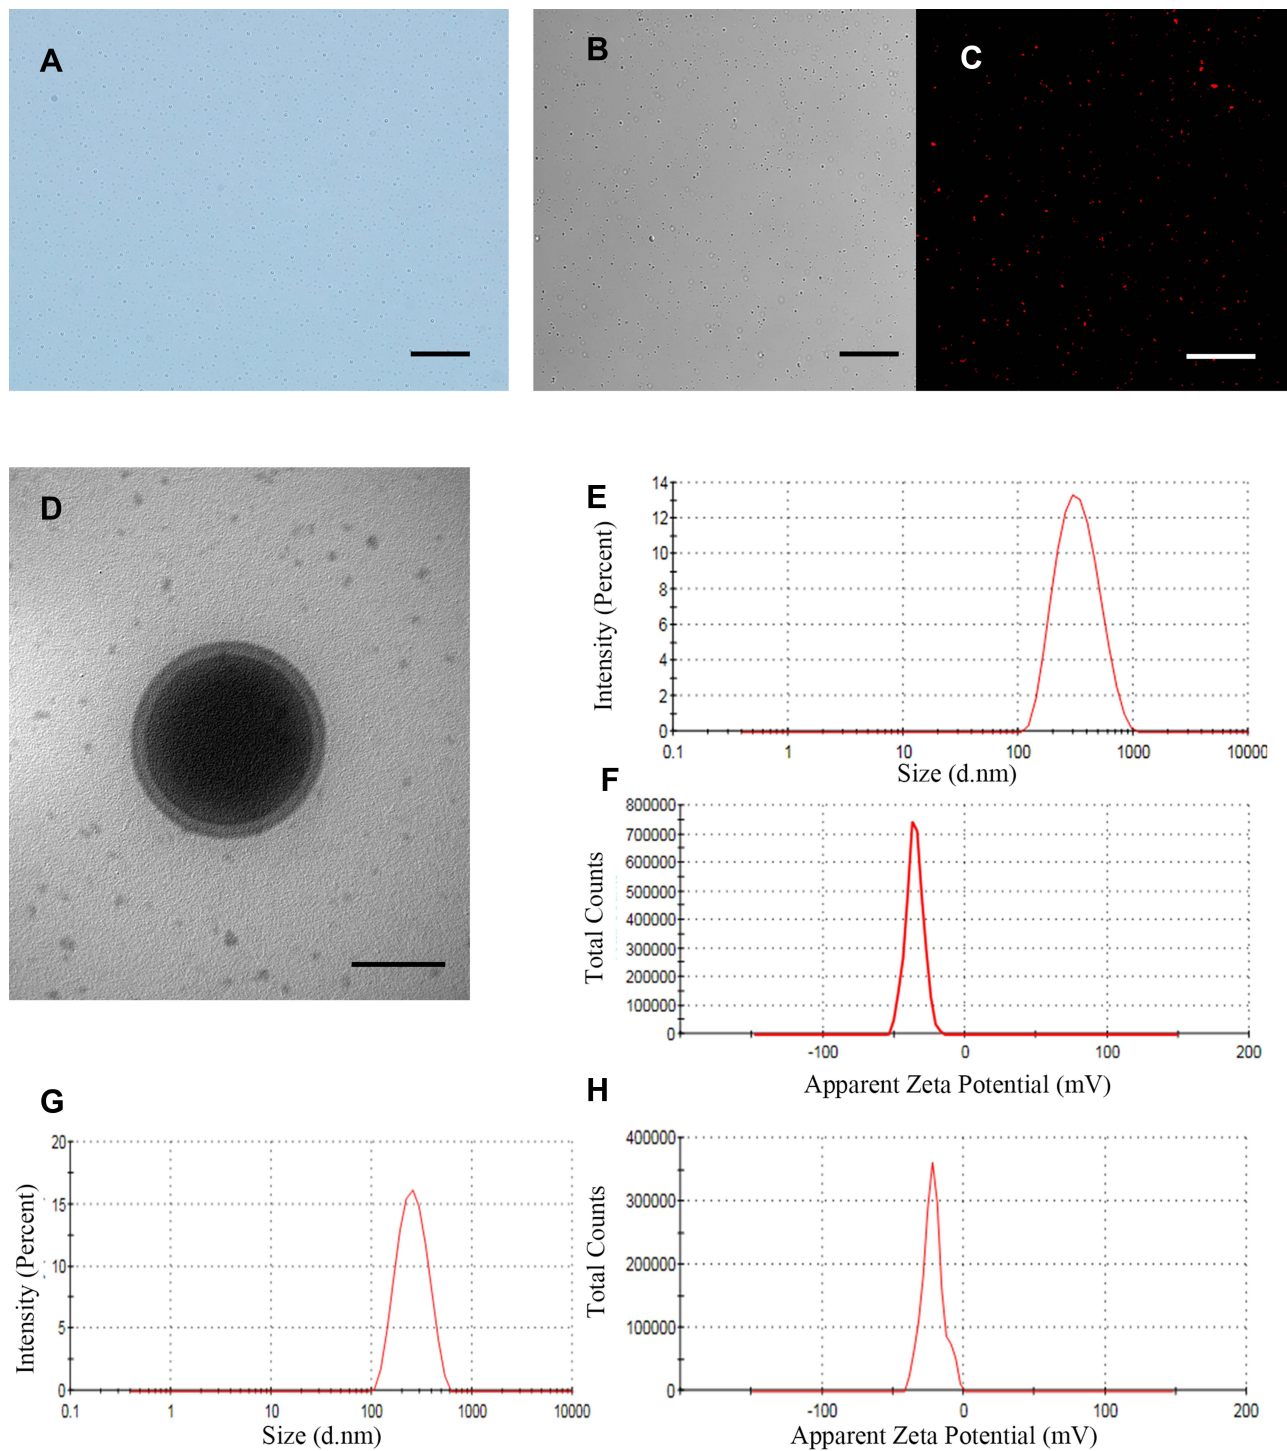 A
B
C
D
E
Intensity (Percent)
14
12
10
8
6
4
2
0
0.1 1 10 100 1000 10000
Size (d.nm)
F
Total Counts
800000
700000
600000
500000
400000
300000
200000
100000
0
-100 0 100 200
Apparent Zeta Potential (mV)
G
Intensity (Percent)
20
15
10
5
0
0.1 1 10 100 1000 10000
Size (d.nm)
H
Total Counts
400000
300000
200000
100000
0
-100 0 100 200
Apparent Zeta Potential (mV)